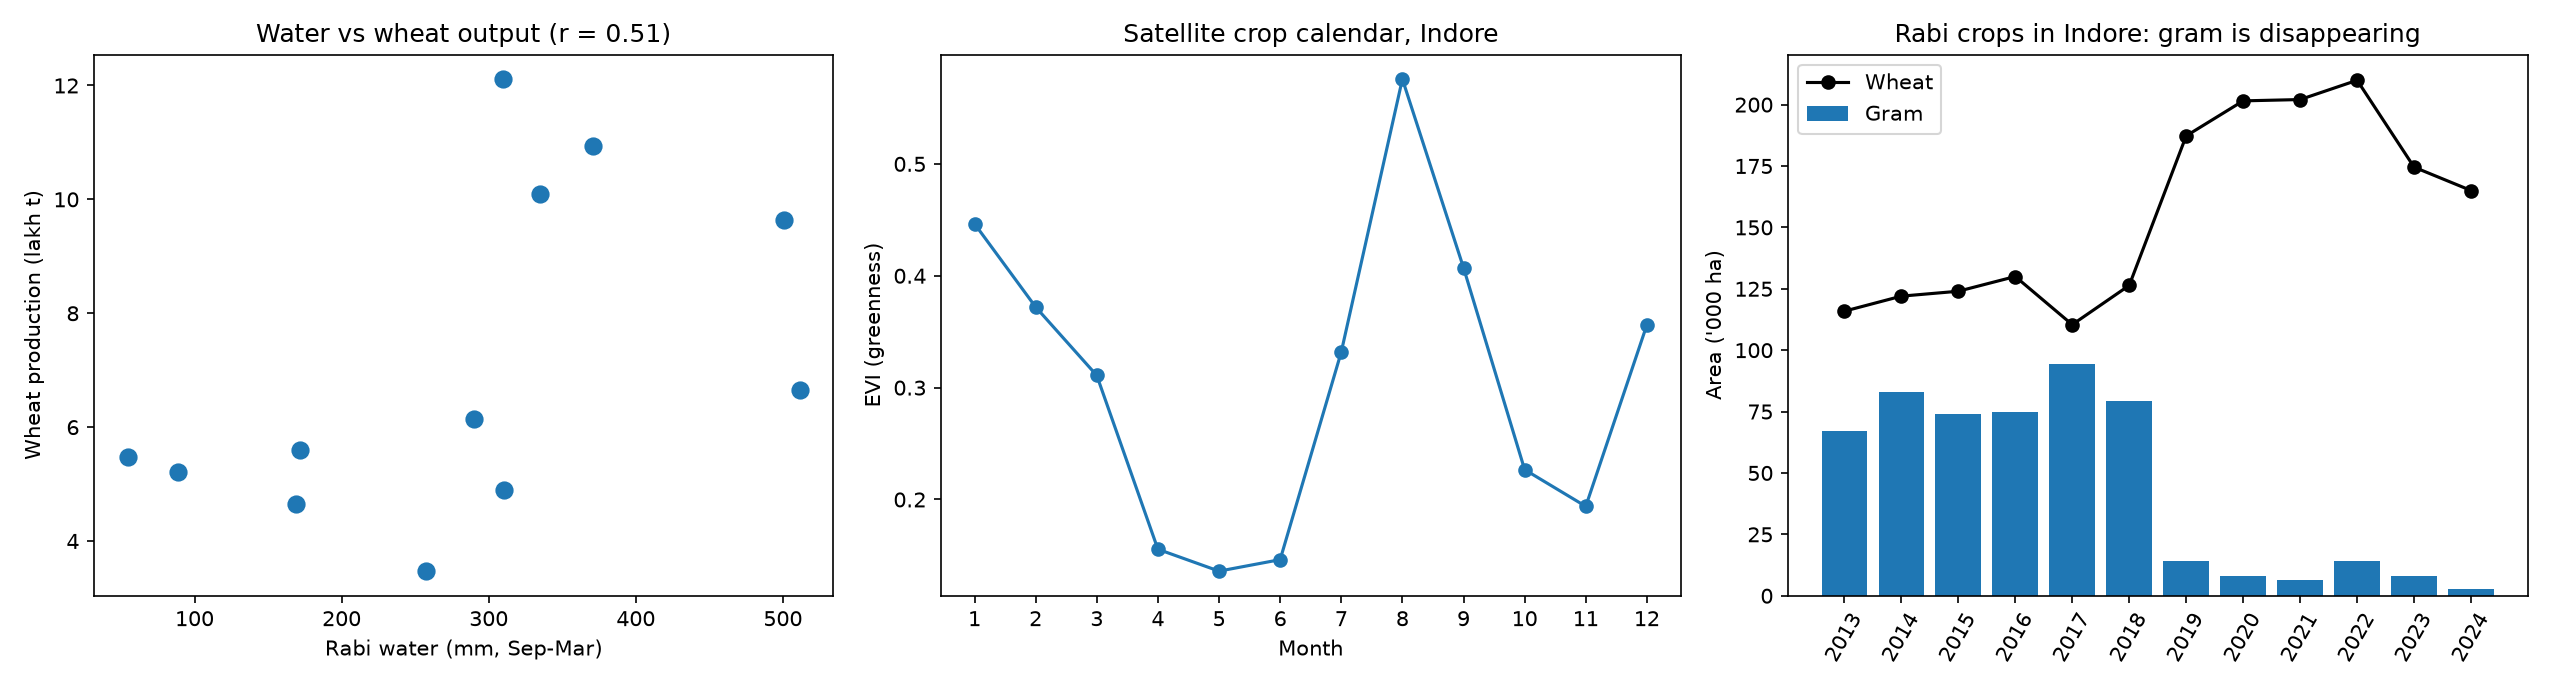 Water vs wheat output (r = 0.51)
Wheat production (lakh t)
12
10
8
6
4
100 200 300 400 500
Rabi water (mm, Sep-Mar)
Satellite crop calendar, Indore
EVI (greenness)
0.5
0.4
0.3
0.2
1 2 3 4 5 6 7 8 9 10 11 12
Month
Rabi crops in Indore: gram is disappearing
Wheat
Gram
Area ('000 ha)
200
175
150
125
100
75
50
25
0
2013 2014 2015 2016 2017 2018 2019 2020 2021 2022 2023 2024